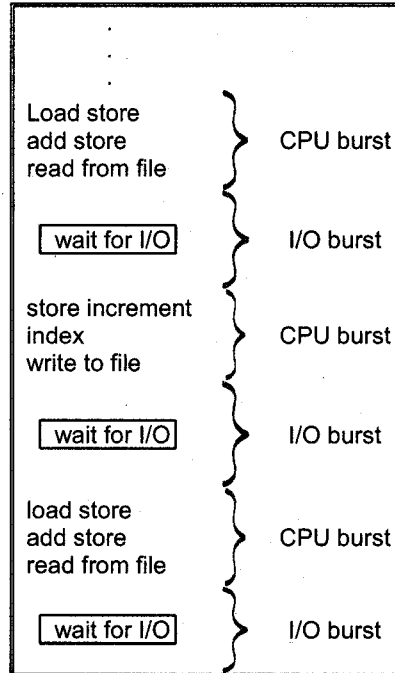 Load store
add store
read from file
CPU burst
wait for I/O
I/O burst
store increment
index
write to file
CPU burst
wait for I/O
I/O burst
load store
add store
read from file
CPU burst
wait for I/O
I/O burst